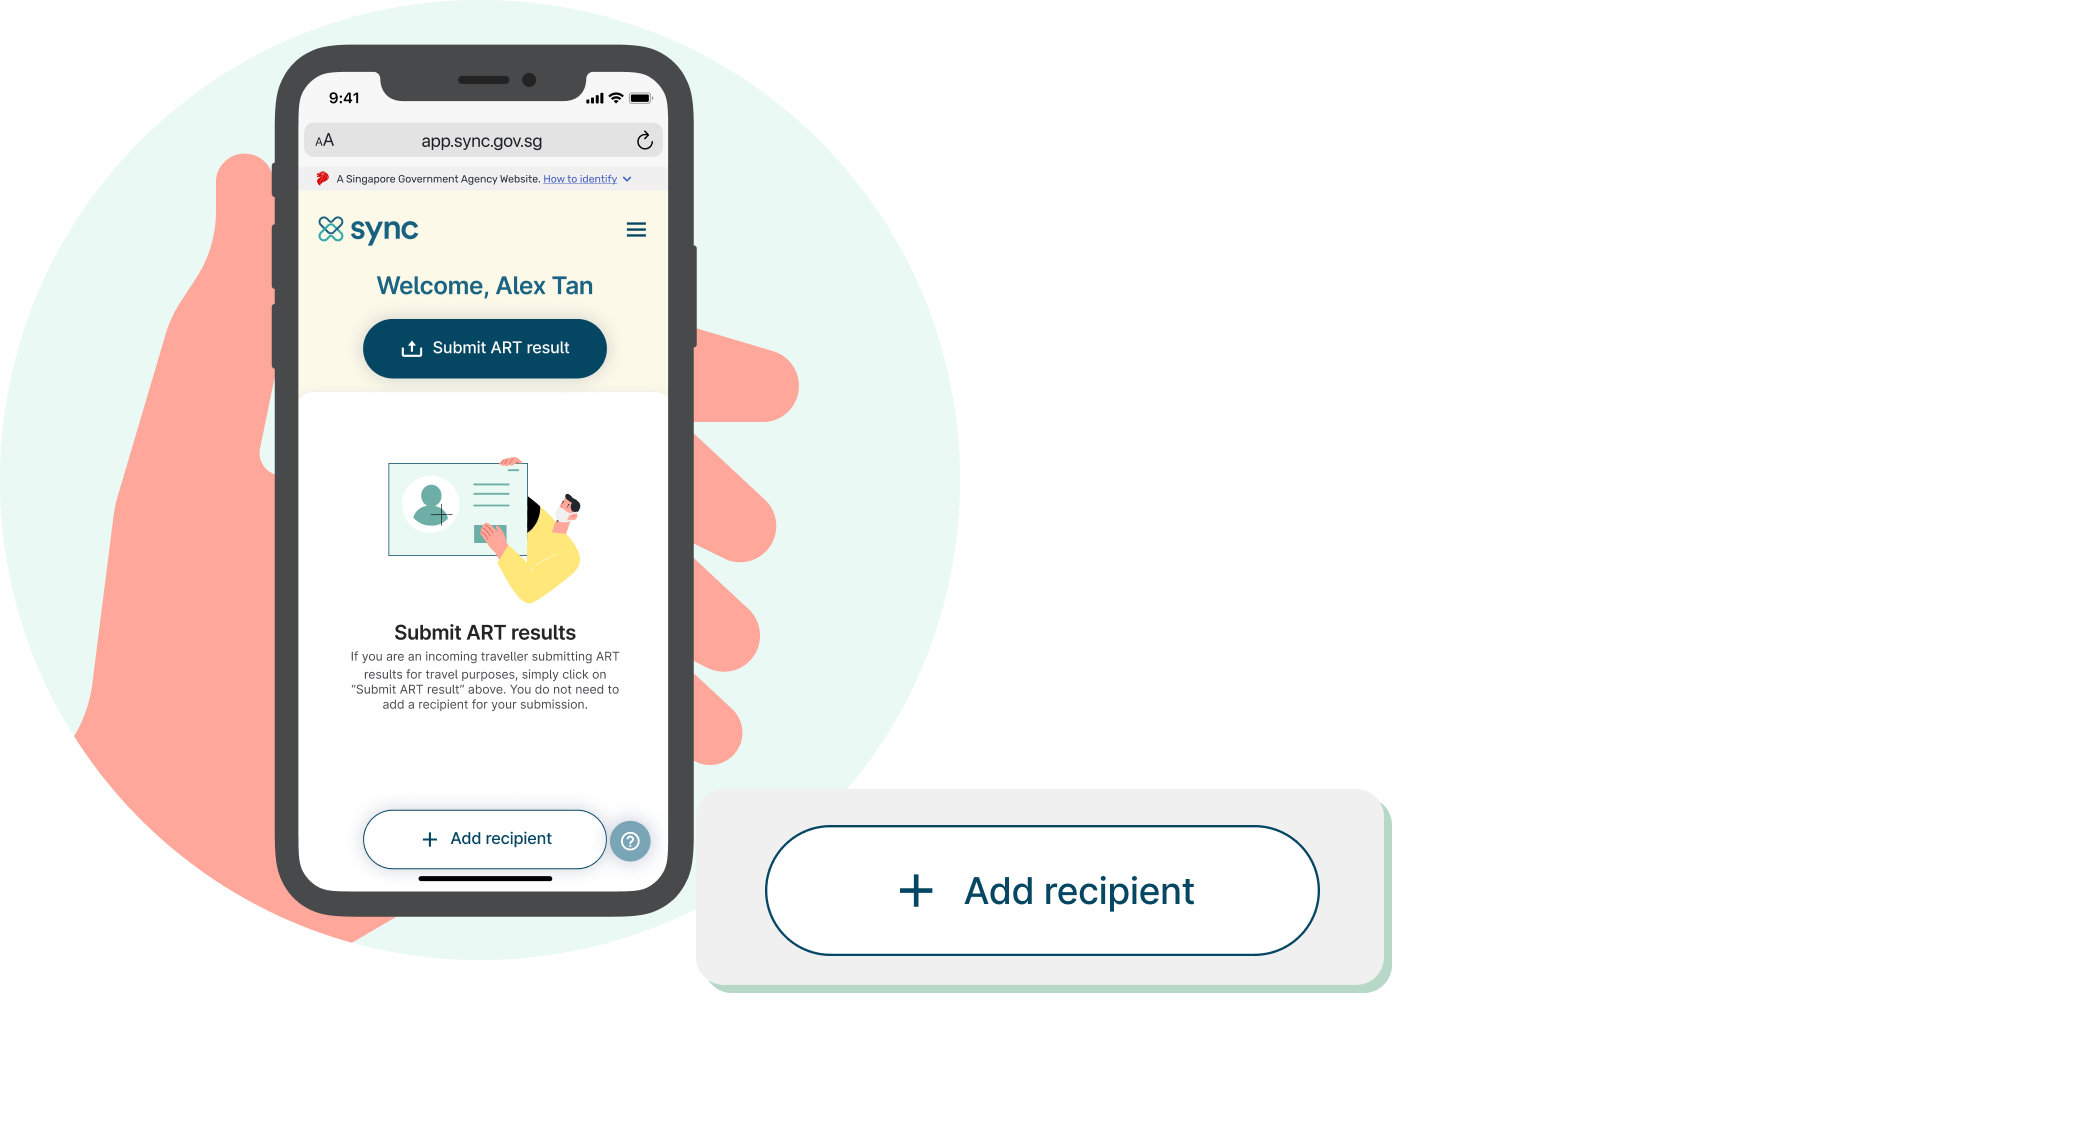 9:41
AA app.sync.gov.sg
A Singapore Government Agency Website. How to identify
sync
Welcome, Alex Tan
Submit ART result
Submit ART results
If you are an incoming traveller submitting ART
results for travel purposes, simply click on
“Submit ART result” above. You do not need to
add a recipient for your submission.
+ Add recipient
?
+ Add recipient